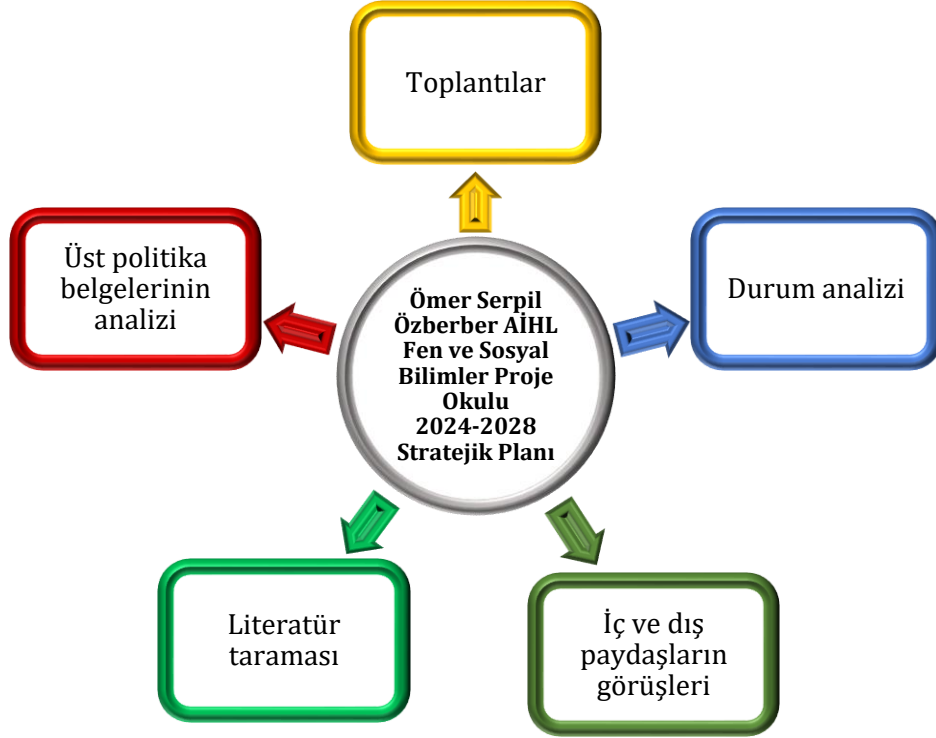 Toplantılar
Üst politika
belgelerinin
analizi
Durum analizi
Ömer Serpil
Özberber AİHL
Fen ve Sosyal
Bilimler Proje
Okulu
2024-2028
Stratejik Planı
Literatür
taraması
İç ve dış
paydaşların
görüşleri